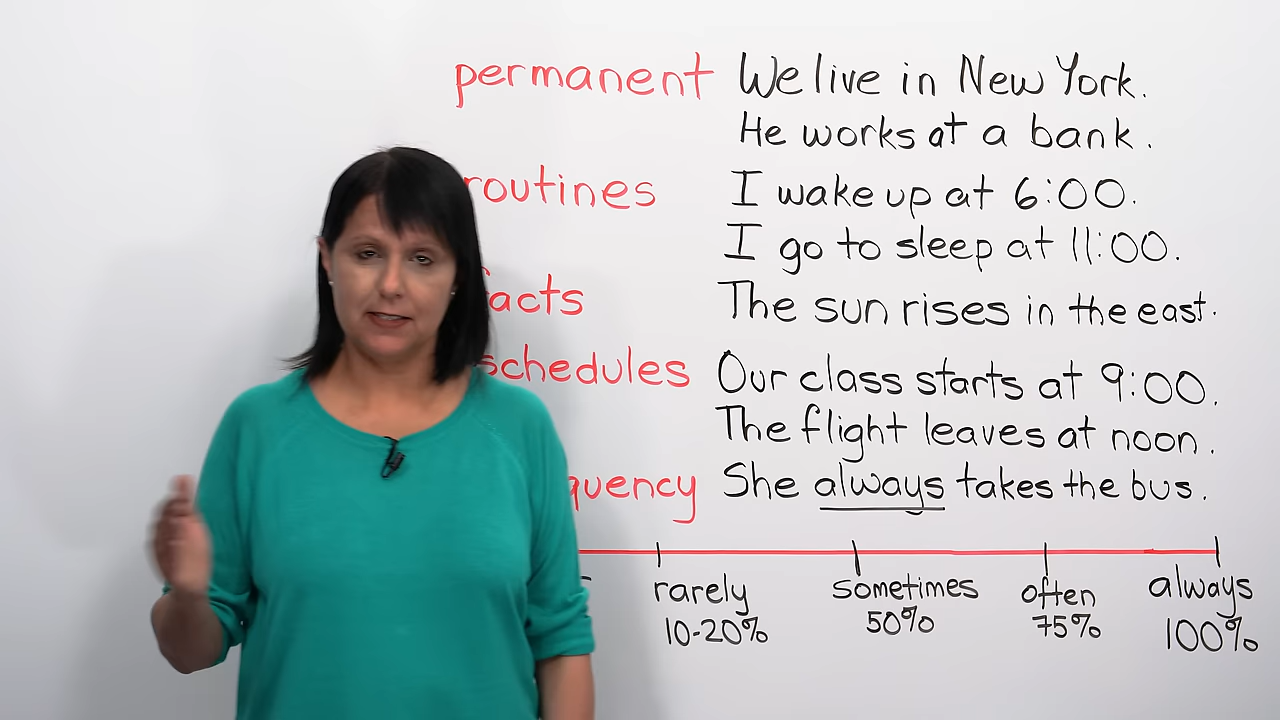 permanent We live in New York.
He works at a bank.
routines I wake up at 6:00.
I go to sleep at 11:00.
facts The sun rises in the east.
schedules Our class starts at 9:00.
The flight leaves at noon.
She always takes the bus.
rarely sometimes often always
10-20% 50% 75% 100%